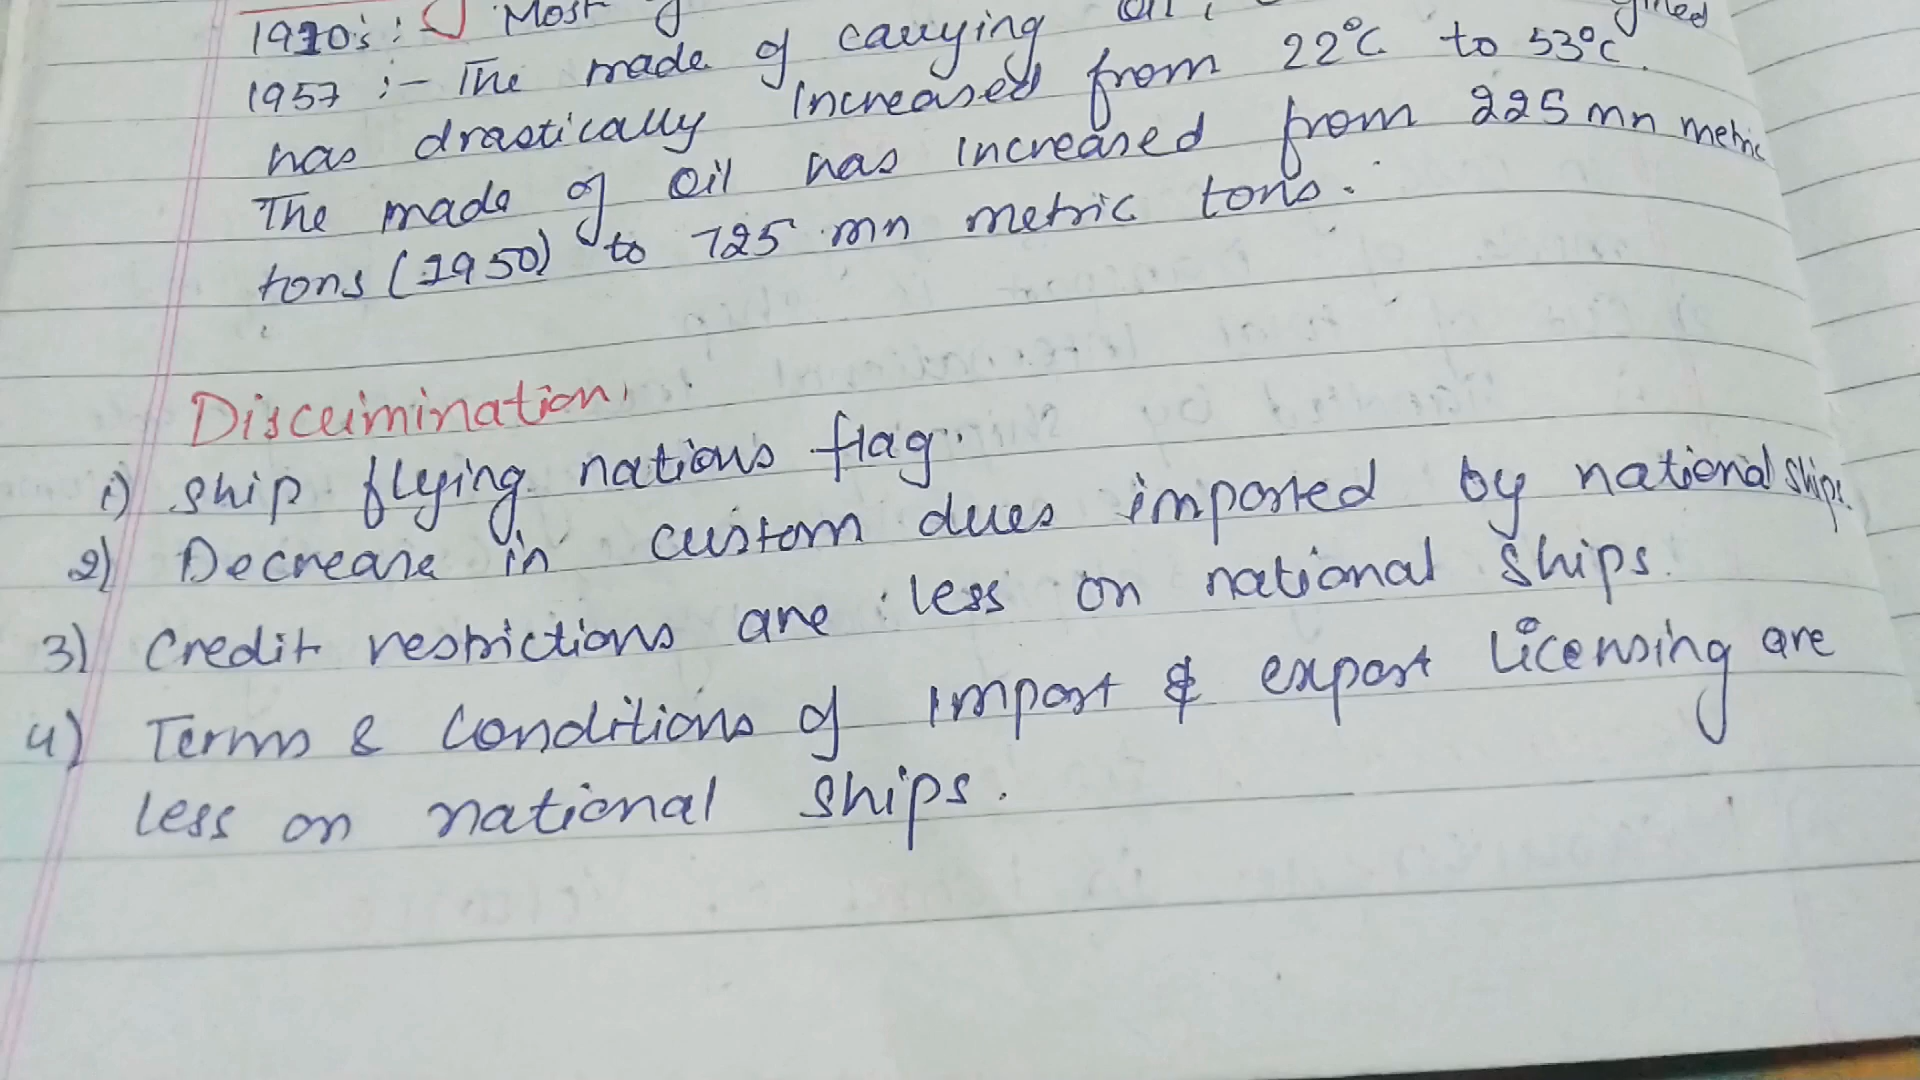 1910's : Most
1957 :- The made of carrying oil,
has drastically increased from 22°C to 53°C.
The made of oil has increased from 225 mn metric
tons (1950) to 725 mn metric tons.
Discrimination.
1) Ship flying nations flag.
2) Decrease in custom dues imported by national ships.
3) Credit restrictions are less on national ships.
4) Terms & conditions of import & export licensing are
less on national ships.